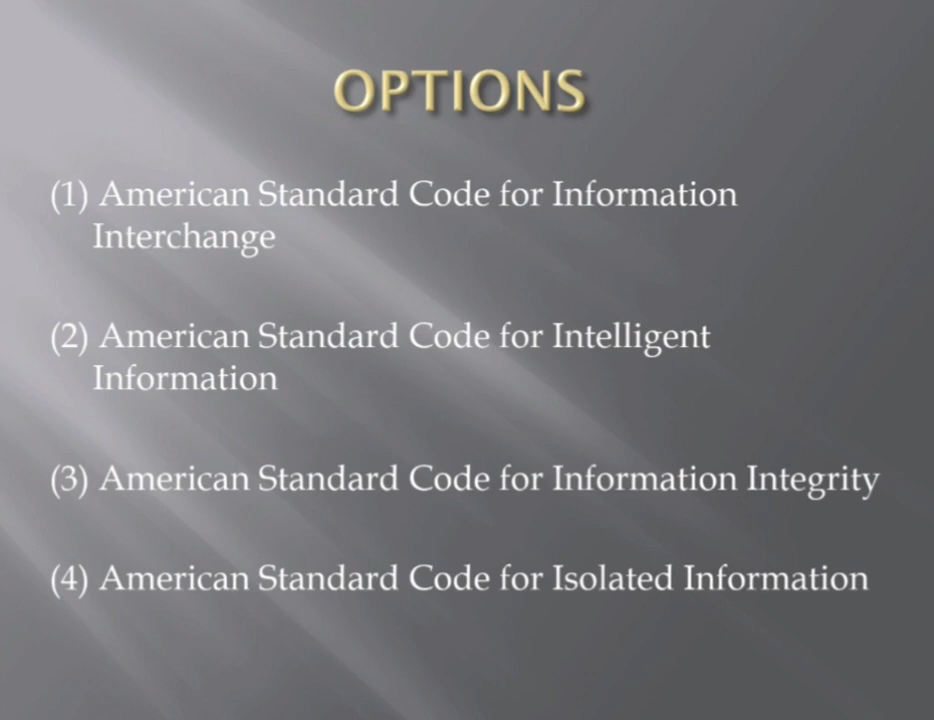 OPTIONS
(1) American Standard Code for Information
Interchange
(2) American Standard Code for Intelligent
Information
(3) American Standard Code for Information Integrity
(4) American Standard Code for Isolated Information